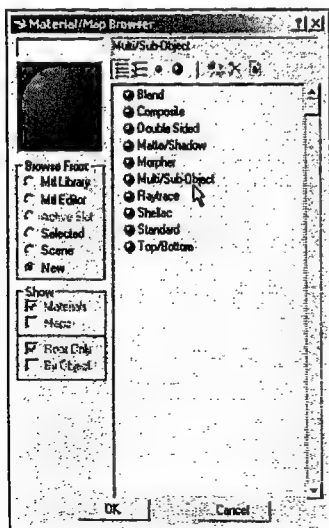 Material/Map Browser
Multi/Sub-Object
Blend
Composite
Double Sided
Matte/Shadow
Morpher
Multi/Sub-Object
Raytrace
Shellac
Standard
Top/Bottom
Browse From:
Mtl Library
Mtl Editor
Active Slot
Selected
Scene
New
Show
Materials
Maps
Root Only
By Object
OK
Cancel